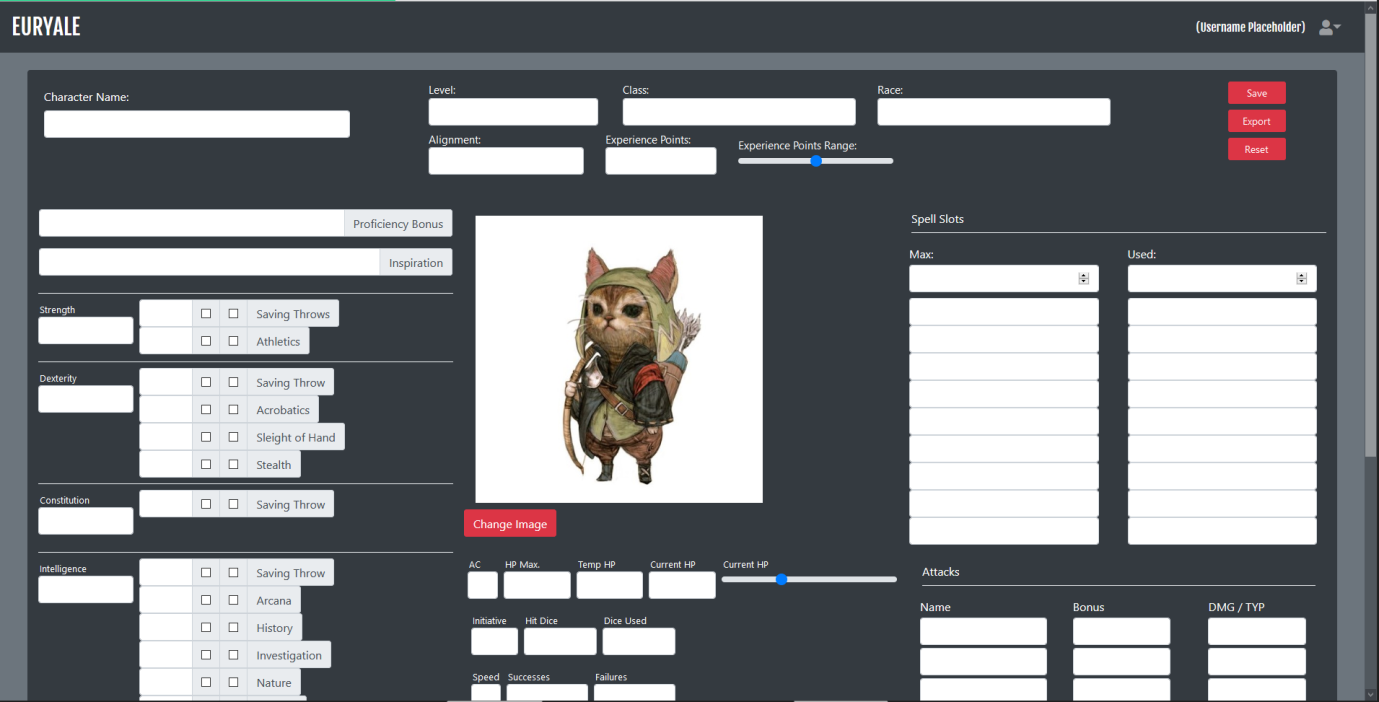 EURYALE
(Username Placeholder)
Character Name:
Level:
Class:
Race:
Save
Export
Reset
Alignment:
Experience Points:
Experience Points Range:
Proficiency Bonus
Inspiration
Strength
Saving Throws
Athletics
Dexterity
Saving Throw
Acrobatics
Sleight of Hand
Stealth
Constitution
Saving Throw
Intelligence
Saving Throw
Arcana
History
Investigation
Nature
Change Image
AC
HP Max.
Temp HP
Current HP
Current HP
Initiative
Hit Dice
Dice Used
Speed
Successes
Failures
Spell Slots
Max:
Used:
Attacks
Name
Bonus
DMG / TYP